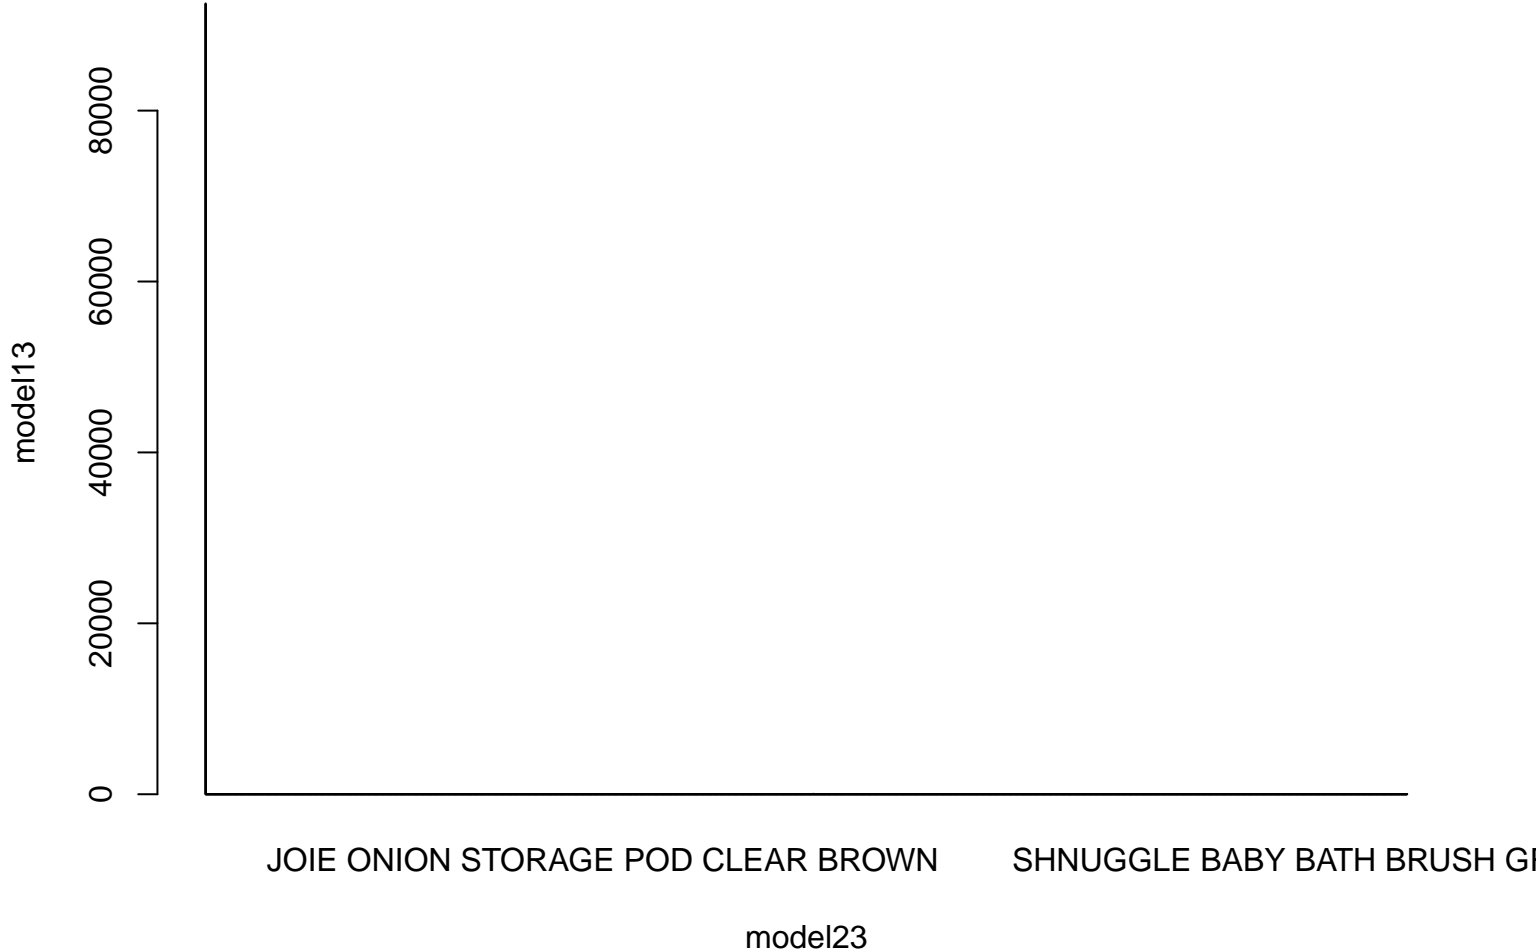 80000
60000
model13
40000
20000
0
JOIE ONION STORAGE POD CLEAR BROWN
SHNUGGLE BABY BATH BRUSH
model23